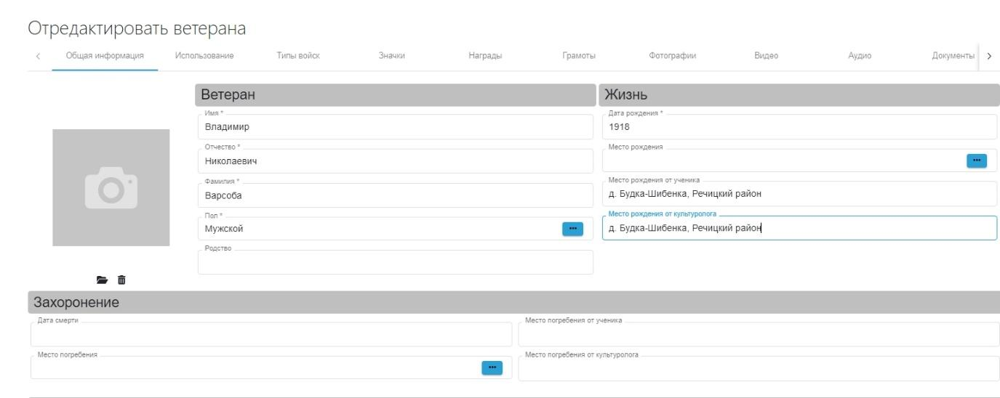 Отредактировать ветерана
Общая информация Использование Типы войск Значки Награды Грамоты Фотографии Видео Аудио Документы
Ветеран
Имя *
Владимир
Отчество *
Николаевич
Фамилия *
Варсоба
Пол *
Мужской
Родство
Жизнь
Дата рождения *
1918
Место рождения
Место рождения от ученика
д. Будка-Шибенка, Речицкий район
Место рождения от культуролога
д. Будка-Шибенка, Речицкий район
Захоронение
Дата смерти
Место погребения от ученика
Место погребения
Место погребения от культуролога